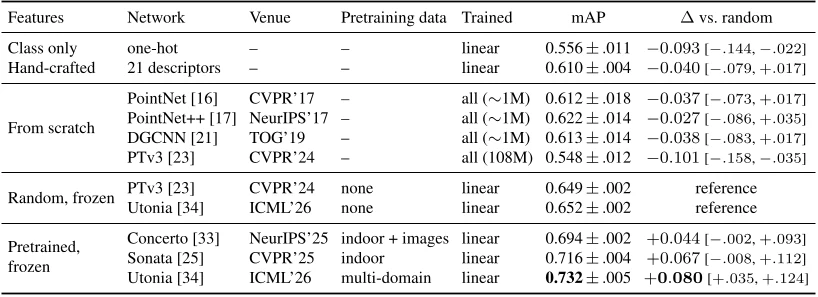 Features Network Venue Pretraining data Trained mAP Δ vs. random
Class only one-hot – – linear 0.556 ± .011 −0.093 [−.144, −.022]
Hand-crafted 21 descriptors – – linear 0.610 ± .004 −0.040 [−.079, +.017]
From scratch
PointNet [16] CVPR'17 – all (∼1M) 0.612 ± .018 −0.037 [−.073, +.017]
PointNet++ [17] NeurIPS'17 – all (∼1M) 0.622 ± .014 −0.027 [−.086, +.035]
DGCNN [21] TOG'19 – all (∼1M) 0.613 ± .014 −0.038 [−.083, +.017]
PTv3 [23] CVPR'24 – all (108M) 0.548 ± .012 −0.101 [−.158, −.035]
Random, frozen
PTv3 [23] CVPR'24 none linear 0.649 ± .002 reference
Utonia [34] ICML'26 none linear 0.652 ± .002 reference
Pretrained,
frozen
Concerto [33] NeurIPS'25 indoor + images linear 0.694 ± .002 +0.044 [−.002, +.093]
Sonata [25] CVPR'25 indoor linear 0.716 ± .004 +0.067 [−.008, +.112]
Utonia [34] ICML'26 multi-domain linear 0.732 ± .005 +0.080 [+.035, +.124]